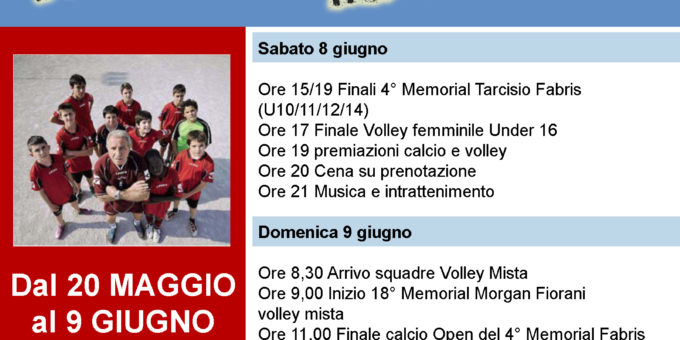 Dal 20 MAGGIO
al 9 GIUGNO
Sabato 8 giugno
Ore 15/19 Finali 4° Memorial Tarcisio Fabris
(U10/11/12/14)
Ore 17 Finale Volley femminile Under 16
Ore 19 premiazioni calcio e volley
Ore 20 Cena su prenotazione
Ore 21 Musica e intrattenimento
Domenica 9 giugno
Ore 8,30 Arrivo squadre Volley Mista
Ore 9,00 Inizio 18° Memorial Morgan Fiorani
volley mista
Ore 11,00 Finale calcio Open del 4° Memorial Fabris